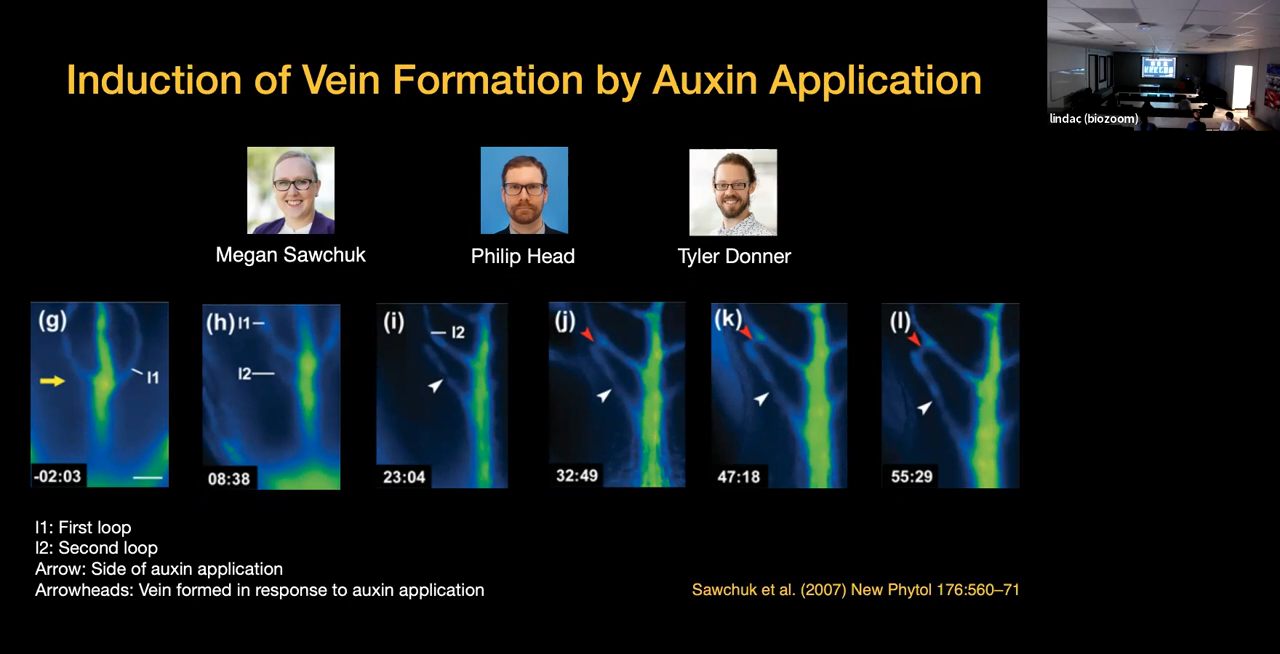 Induction of Vein Formation by Auxin Application
lindac (biozoom)
Megan Sawchuk
Philip Head
Tyler Donner
(g)
l1
-02:03
(h)
l1
l2
08:38
(i)
l2
23:04
(j)
32:49
(k)
47:18
(l)
55:29
l1: First loop
l2: Second loop
Arrow: Side of auxin application
Arrowheads: Vein formed in response to auxin application
Sawchuk et al. (2007) New Phytol 176:560–71